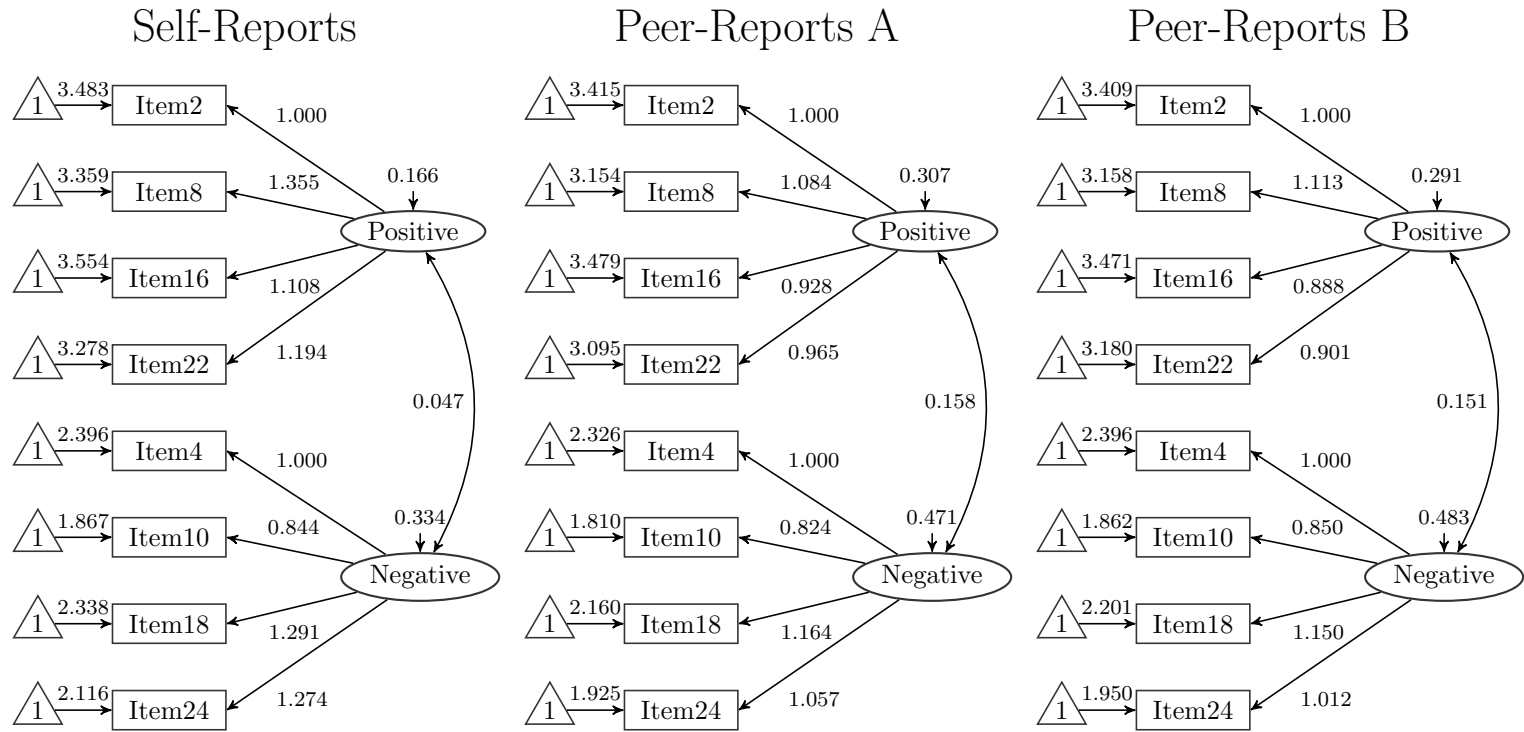 Self-Reports
3.483
1
Item2
1.000
3.359
1
Item8
1.355
0.166
Positive
3.554
1
Item16
1.108
3.278
1
Item22
1.194
0.047
2.396
1
Item4
1.000
1.867
1
Item10
0.844
0.334
Negative
2.338
1
Item18
1.291
2.116
1
Item24
1.274
Peer-Reports A
3.415
1
Item2
1.000
3.154
1
Item8
1.084
0.307
Positive
3.479
1
Item16
0.928
3.095
1
Item22
0.965
0.158
2.326
1
Item4
1.000
1.810
1
Item10
0.824
0.471
Negative
2.160
1
Item18
1.164
1.925
1
Item24
1.057
Peer-Reports B
3.409
1
Item2
1.000
3.158
1
Item8
1.113
0.291
Positive
3.471
1
Item16
0.888
3.180
1
Item22
0.901
0.151
2.396
1
Item4
1.000
1.862
1
Item10
0.850
0.483
Negative
2.201
1
Item18
1.150
1.950
1
Item24
1.012